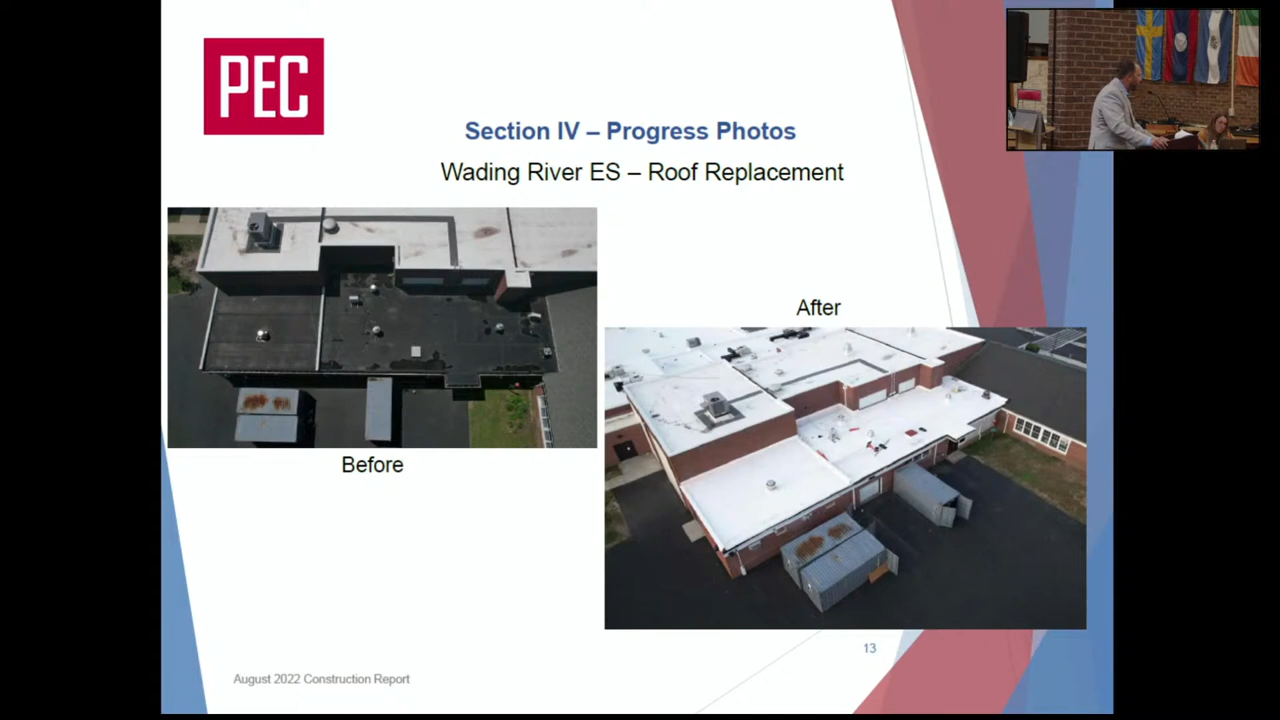 PEC
Section IV – Progress Photos
Wading River ES – Roof Replacement
After
Before
13
August 2022 Construction Report